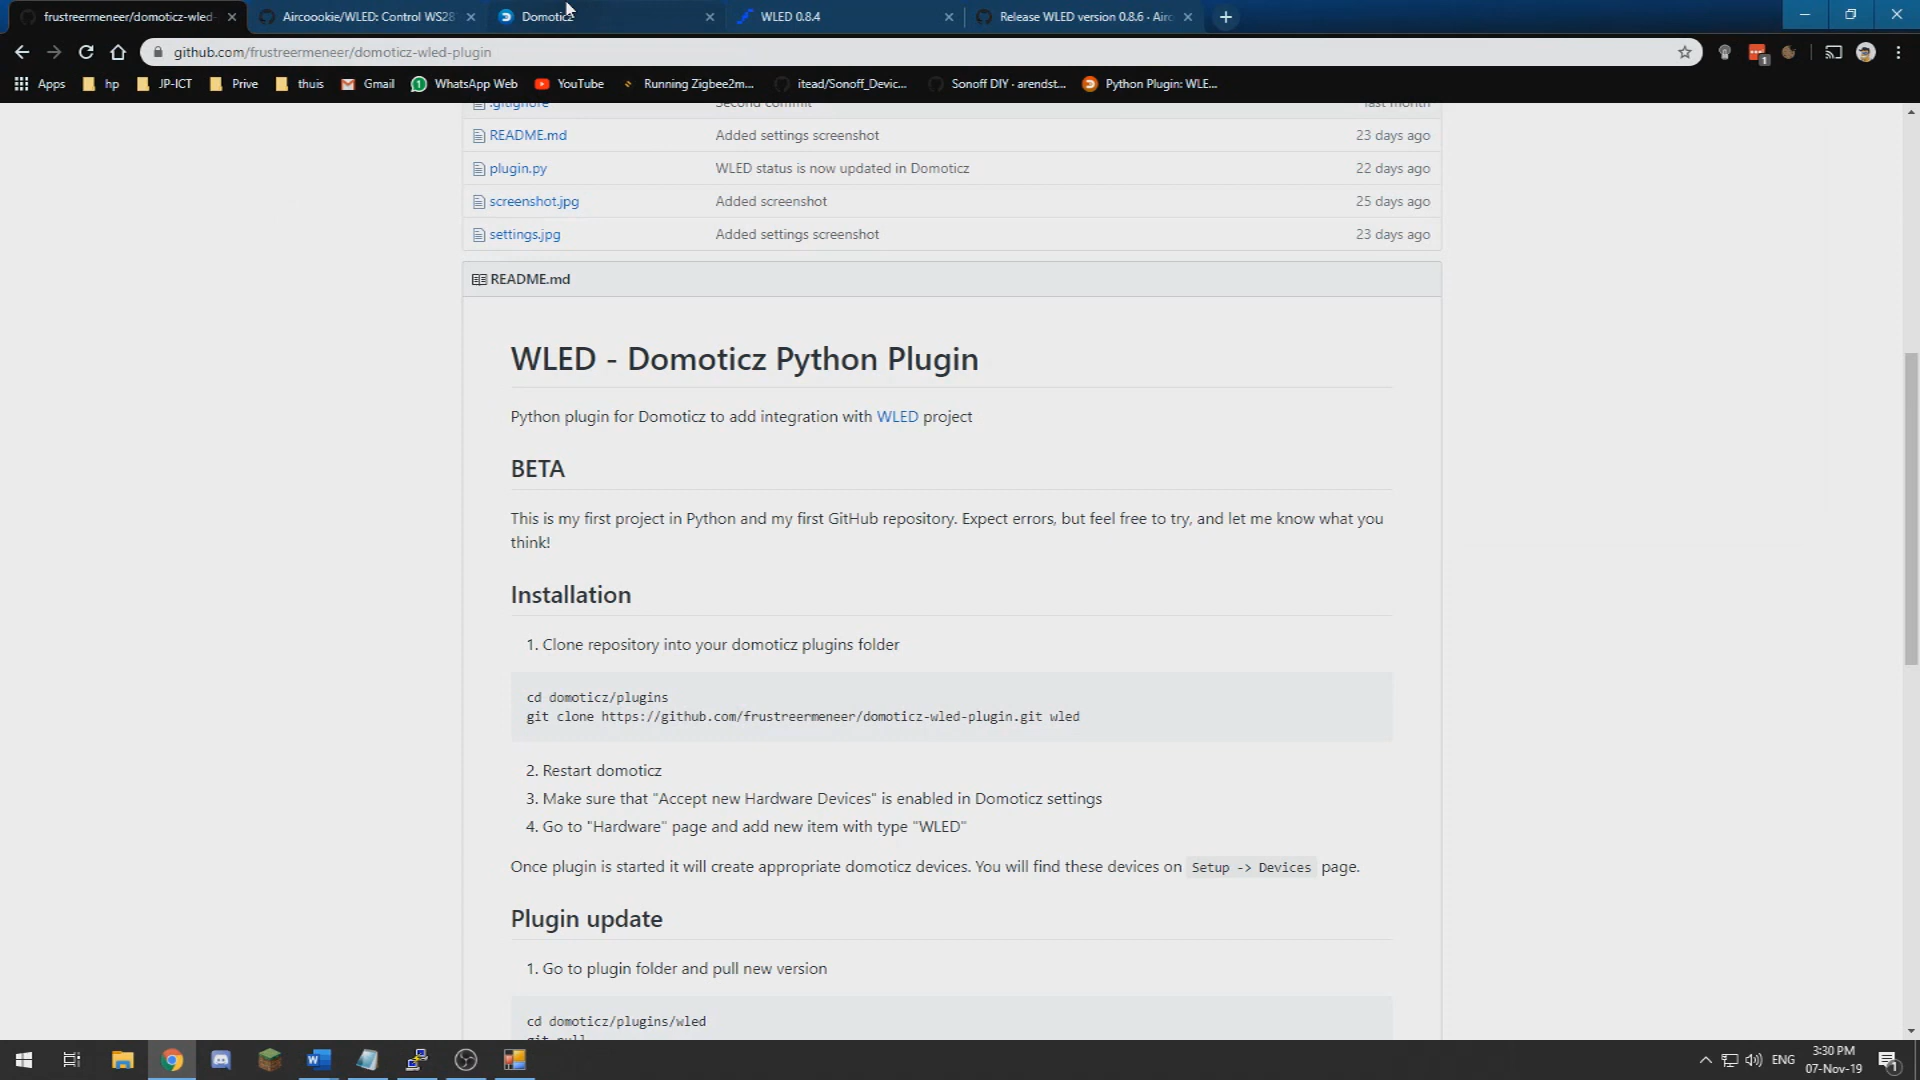 frustreermeneer/domoticz-wled-
Aircoookie/WLED: Control WS281
Domoticz
WLED 0.8.4
Release WLED version 0.8.6 · Airc
github.com/frustreermeneer/domoticz-wled-plugin
1
Apps
hp
JP-ICT
Prive
thuis
Gmail
WhatsApp Web
YouTube
Running Zigbee2m...
itead/Sonoff_Devic...
Sonoff DIY · arendst...
Python Plugin: WLE...
.gitignore Second commit last month
README.md Added settings screenshot 23 days ago
plugin.py WLED status is now updated in Domoticz 22 days ago
screenshot.jpg Added screenshot 25 days ago
settings.jpg Added settings screenshot 23 days ago
README.md
WLED - Domoticz Python Plugin
Python plugin for Domoticz to add integration with WLED project
BETA
This is my first project in Python and my first GitHub repository. Expect errors, but feel free to try, and let me know what you
think!
Installation
1. Clone repository into your domoticz plugins folder
cd domoticz/plugins
git clone https://github.com/frustreermeneer/domoticz-wled-plugin.git wled
2. Restart domoticz
3. Make sure that "Accept new Hardware Devices" is enabled in Domoticz settings
4. Go to "Hardware" page and add new item with type "WLED"
Once plugin is started it will create appropriate domoticz devices. You will find these devices on Setup -> Devices page.
Plugin update
1. Go to plugin folder and pull new version
cd domoticz/plugins/wled
git pull
ENG
3:30 PM
07-Nov-19
1